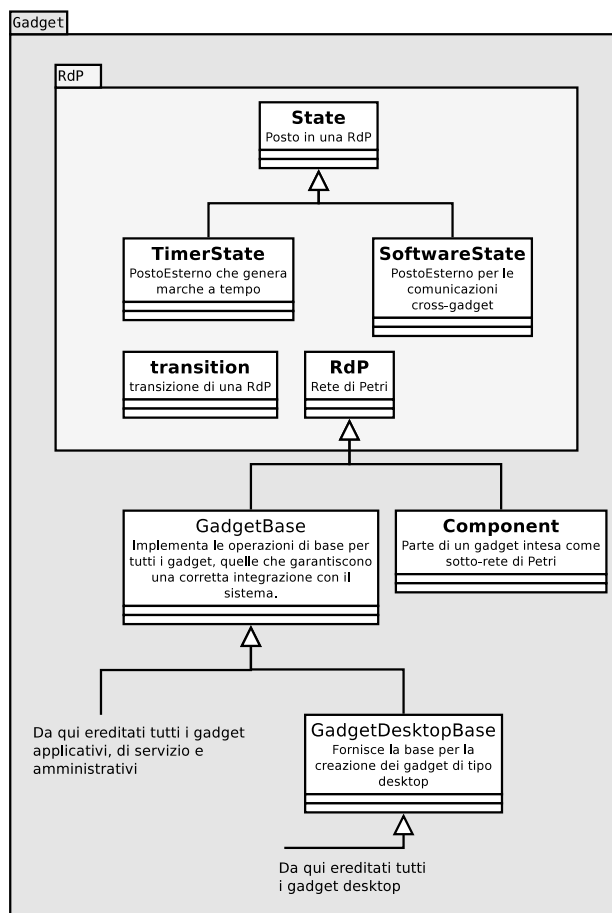 Gadget
RdP
State
Posto in una RdP
TimerState
PostoEsterno che genera
marche a tempo
SoftwareState
PostoEsterno per le
comunicazioni
cross-gadget
transition
transizione di una RdP
RdP
Rete di Petri
GadgetBase
Implementa le operazioni di base per
tutti i gadget, quelle che garantiscono
una corretta integrazione con il
sistema.
Component
Parte di un gadget intesa come
sotto-rete di Petri
Da qui ereditati tutti i gadget
applicativi, di servizio e
amministrativi
GadgetDesktopBase
Fornisce la base per la
creazione dei gadget di tipo
desktop
Da qui ereditati tutti
i gadget desktop